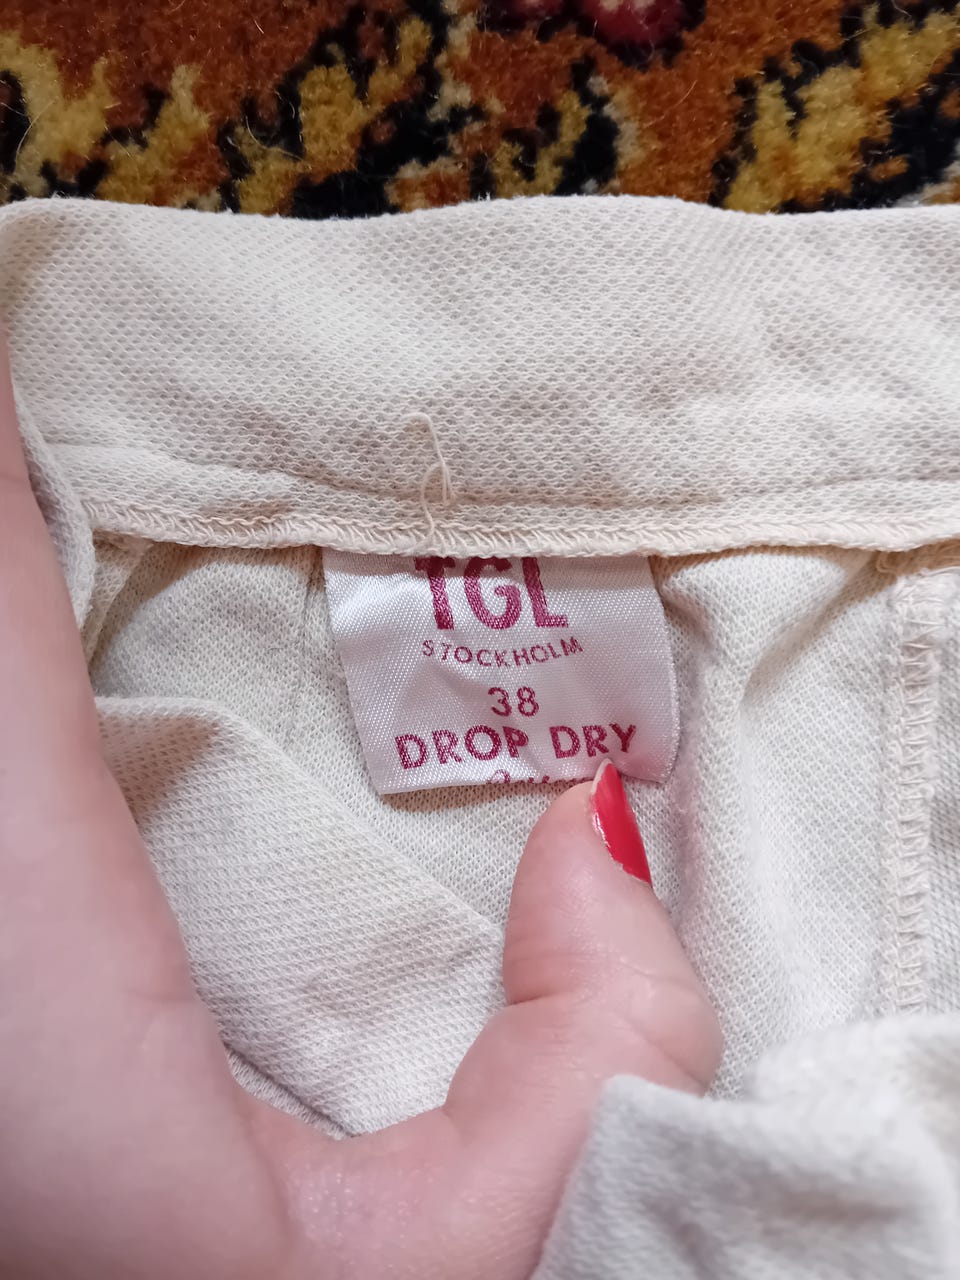 TGL
STOCKHOLM
38
DROP DRY